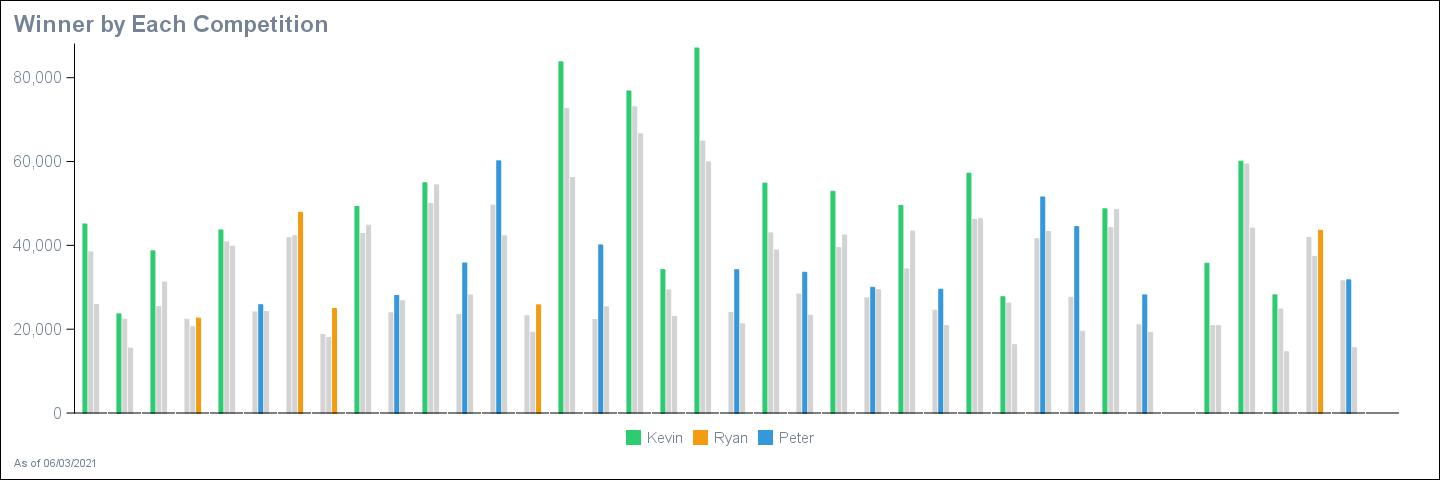 Winner by Each Competition
80,000
60,000
40,000
20,000
0
Kevin Ryan Peter
As of 06/03/2021